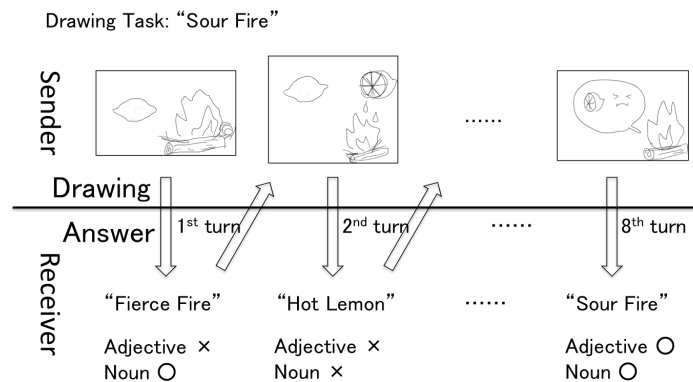 Drawing Task: “Sour Fire”
Sender
Drawing
......
Answer
1st turn
2nd turn
......
8th turn
Receiver
“Fierce Fire”
“Hot Lemon”
......
“Sour Fire”
Adjective ×
Noun ○
Adjective ×
Noun ×
Adjective ○
Noun ○